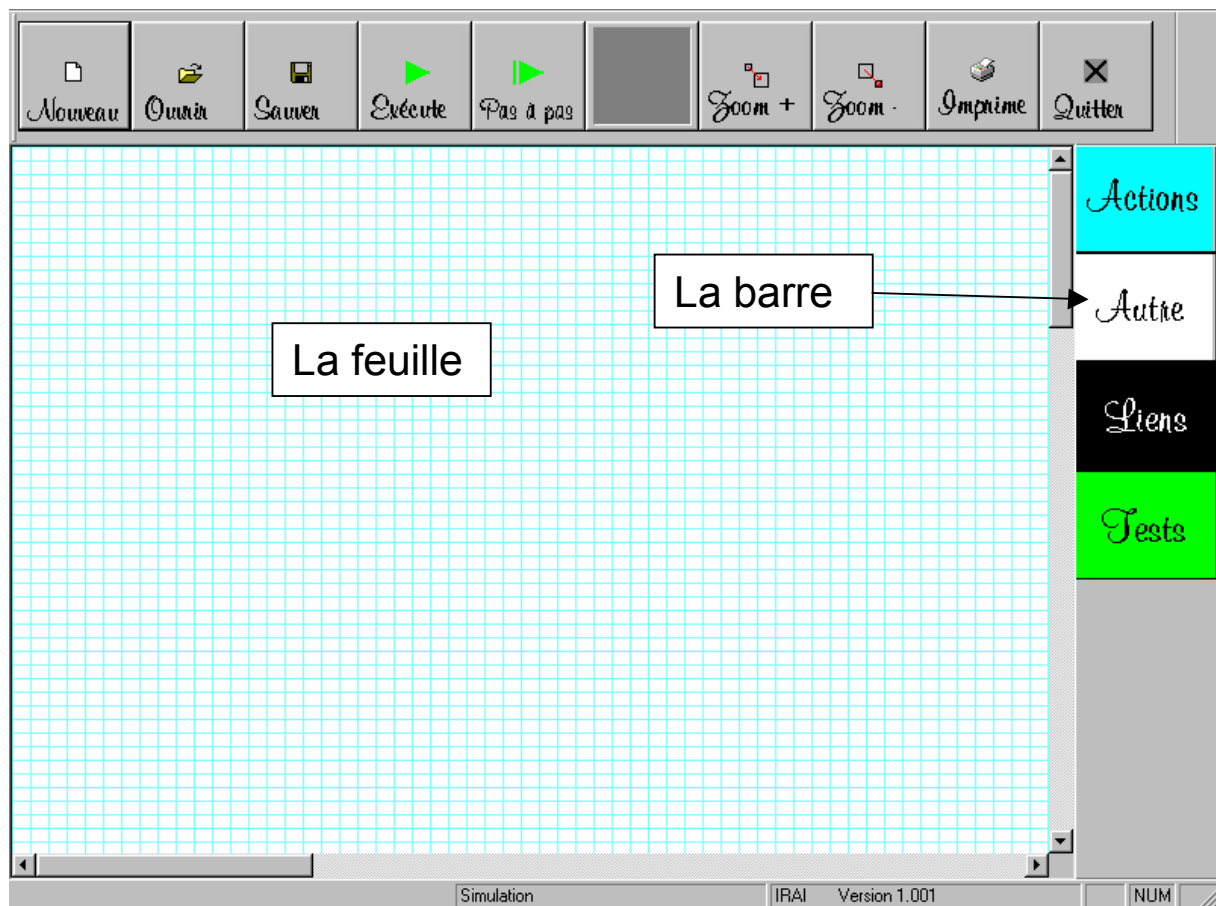 Nouveau Ouvrir Sauver Exécute Pas à pas Zoom + Zoom - Imprime Quitter
Actions
La barre
Autre
La feuille
Liens
Tests
Simulation IRAI Version 1.001 NUM